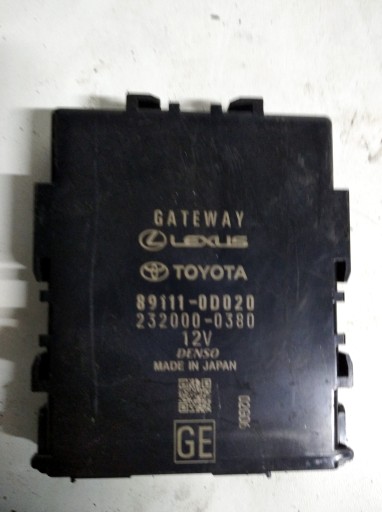 GATEWAY
LEXUS
TOYOTA
89111-0D020
232000-0380
12V
DENSO
MADE IN JAPAN
GE